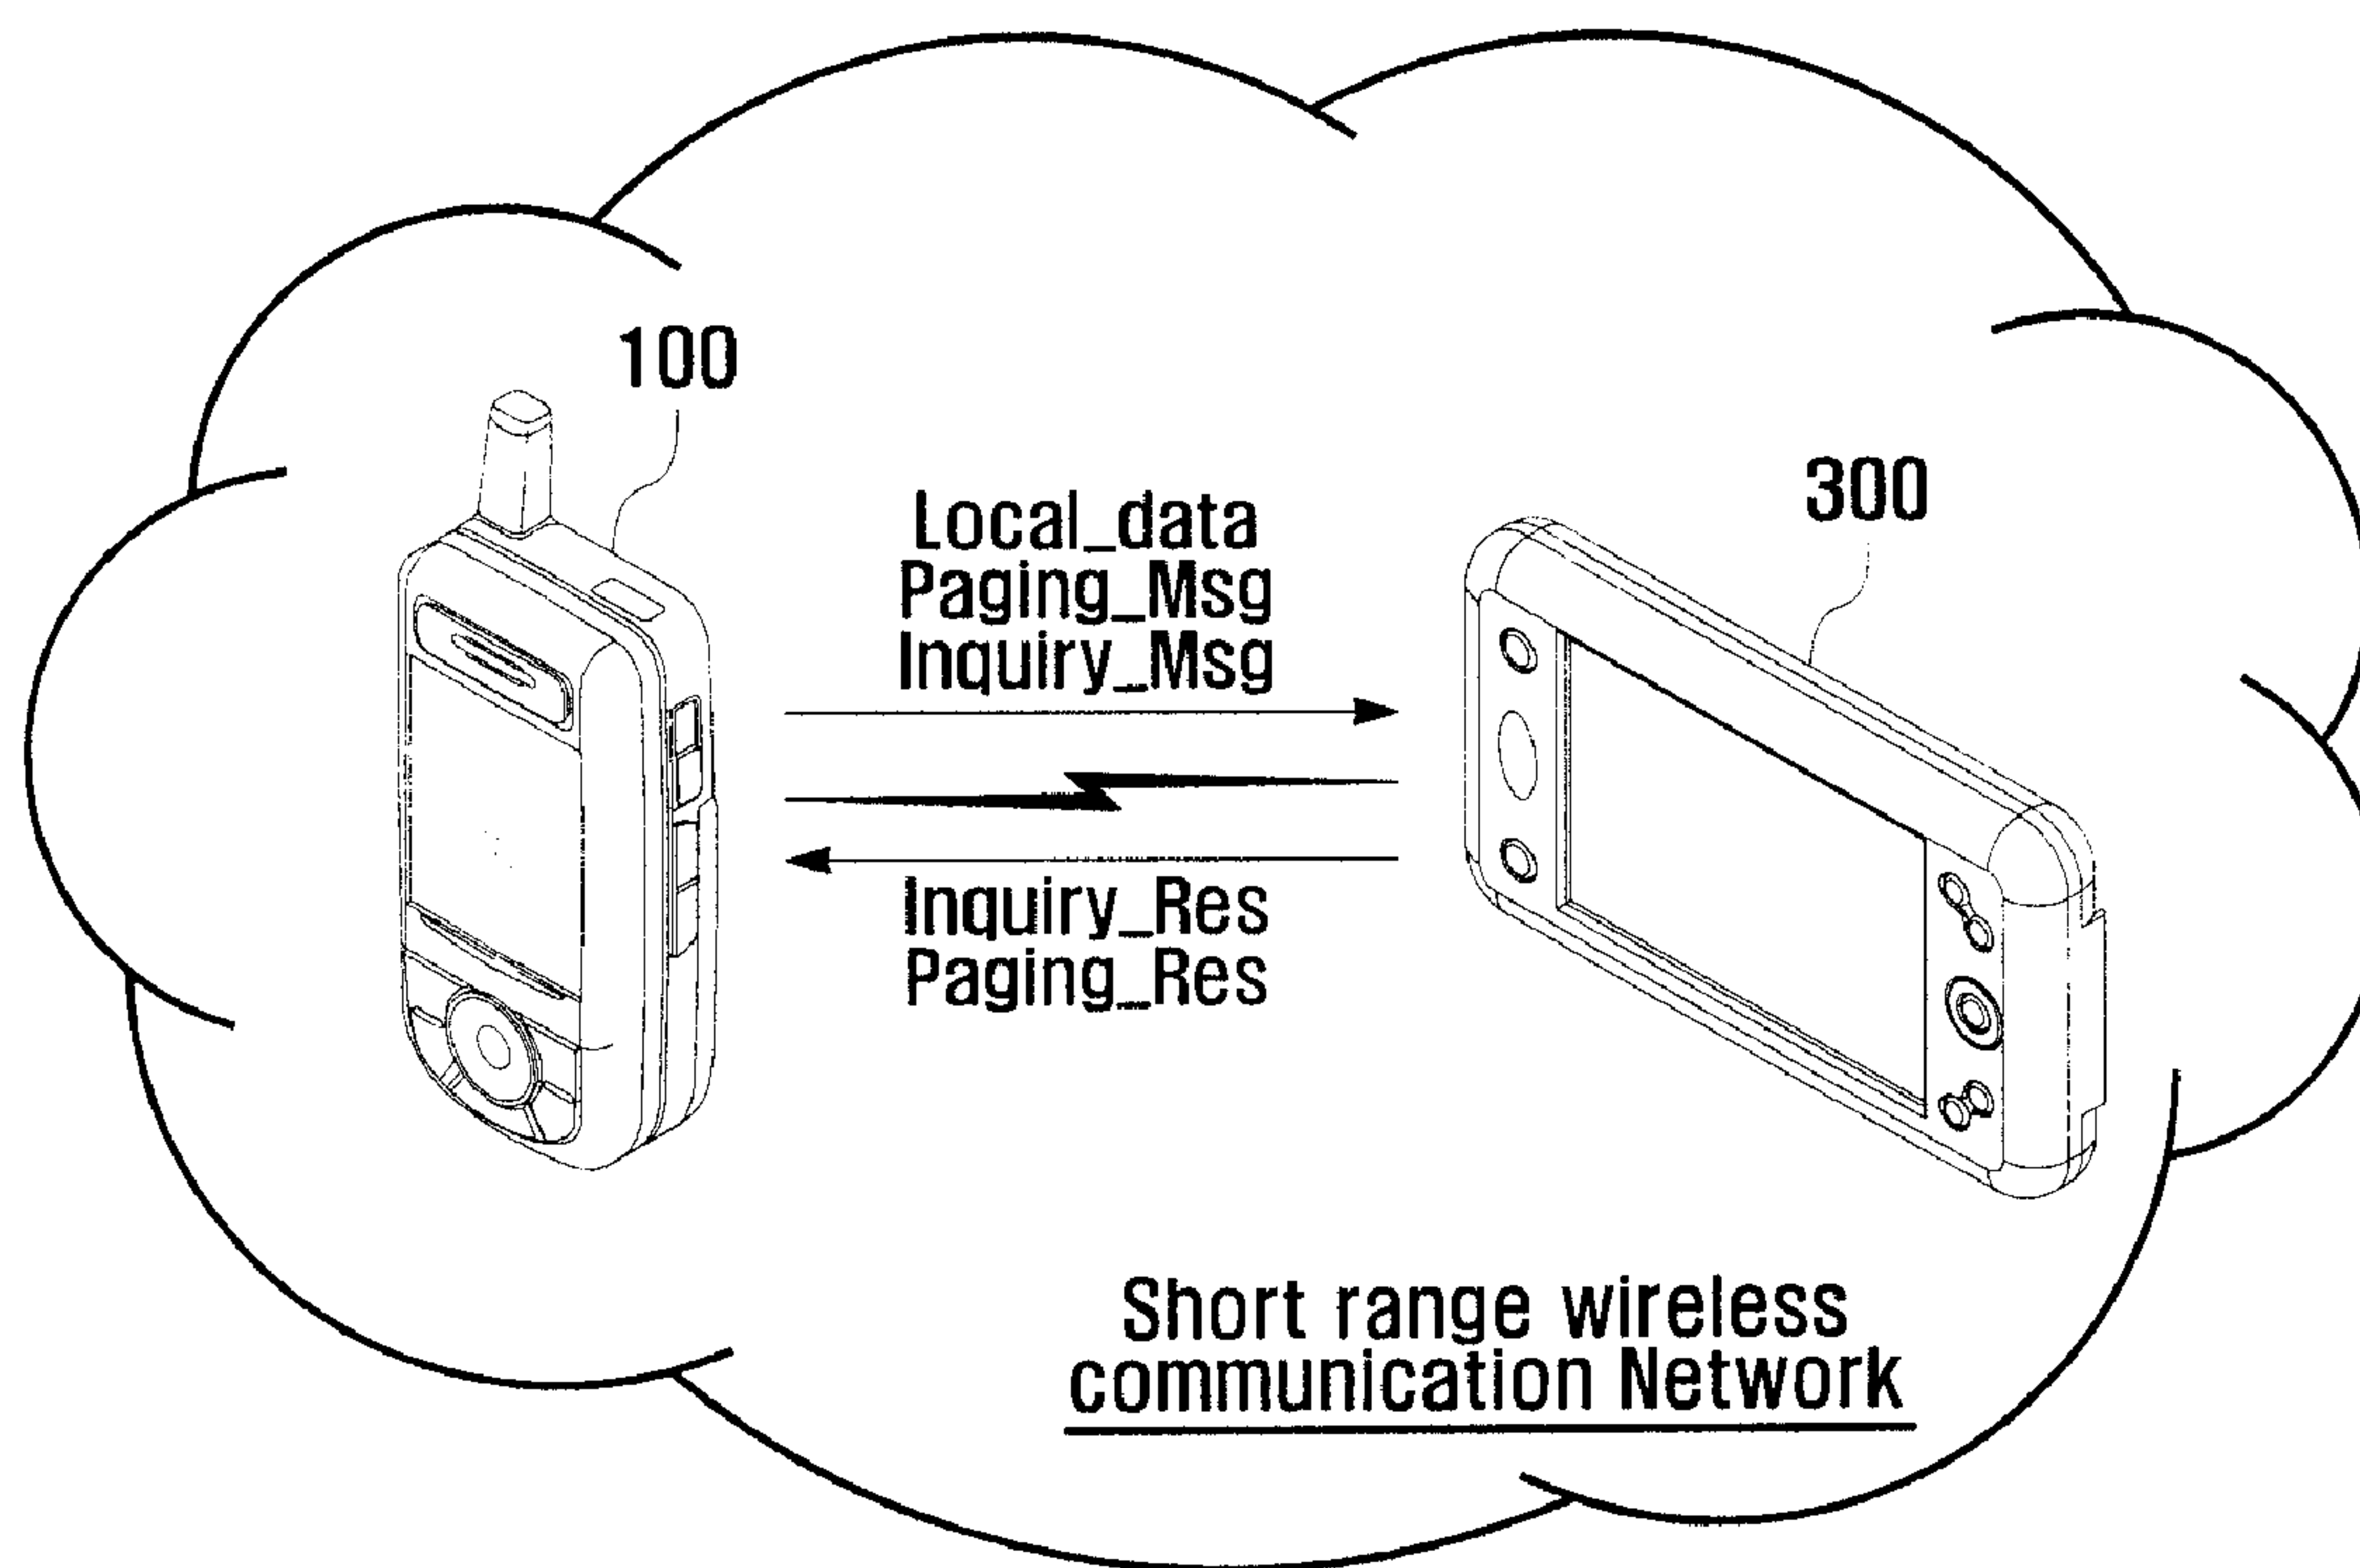 100
300
Local_data
Paging_Msg
Inquiry_Msg
Inquiry_Res
Paging_Res
Short range wireless
communication Network